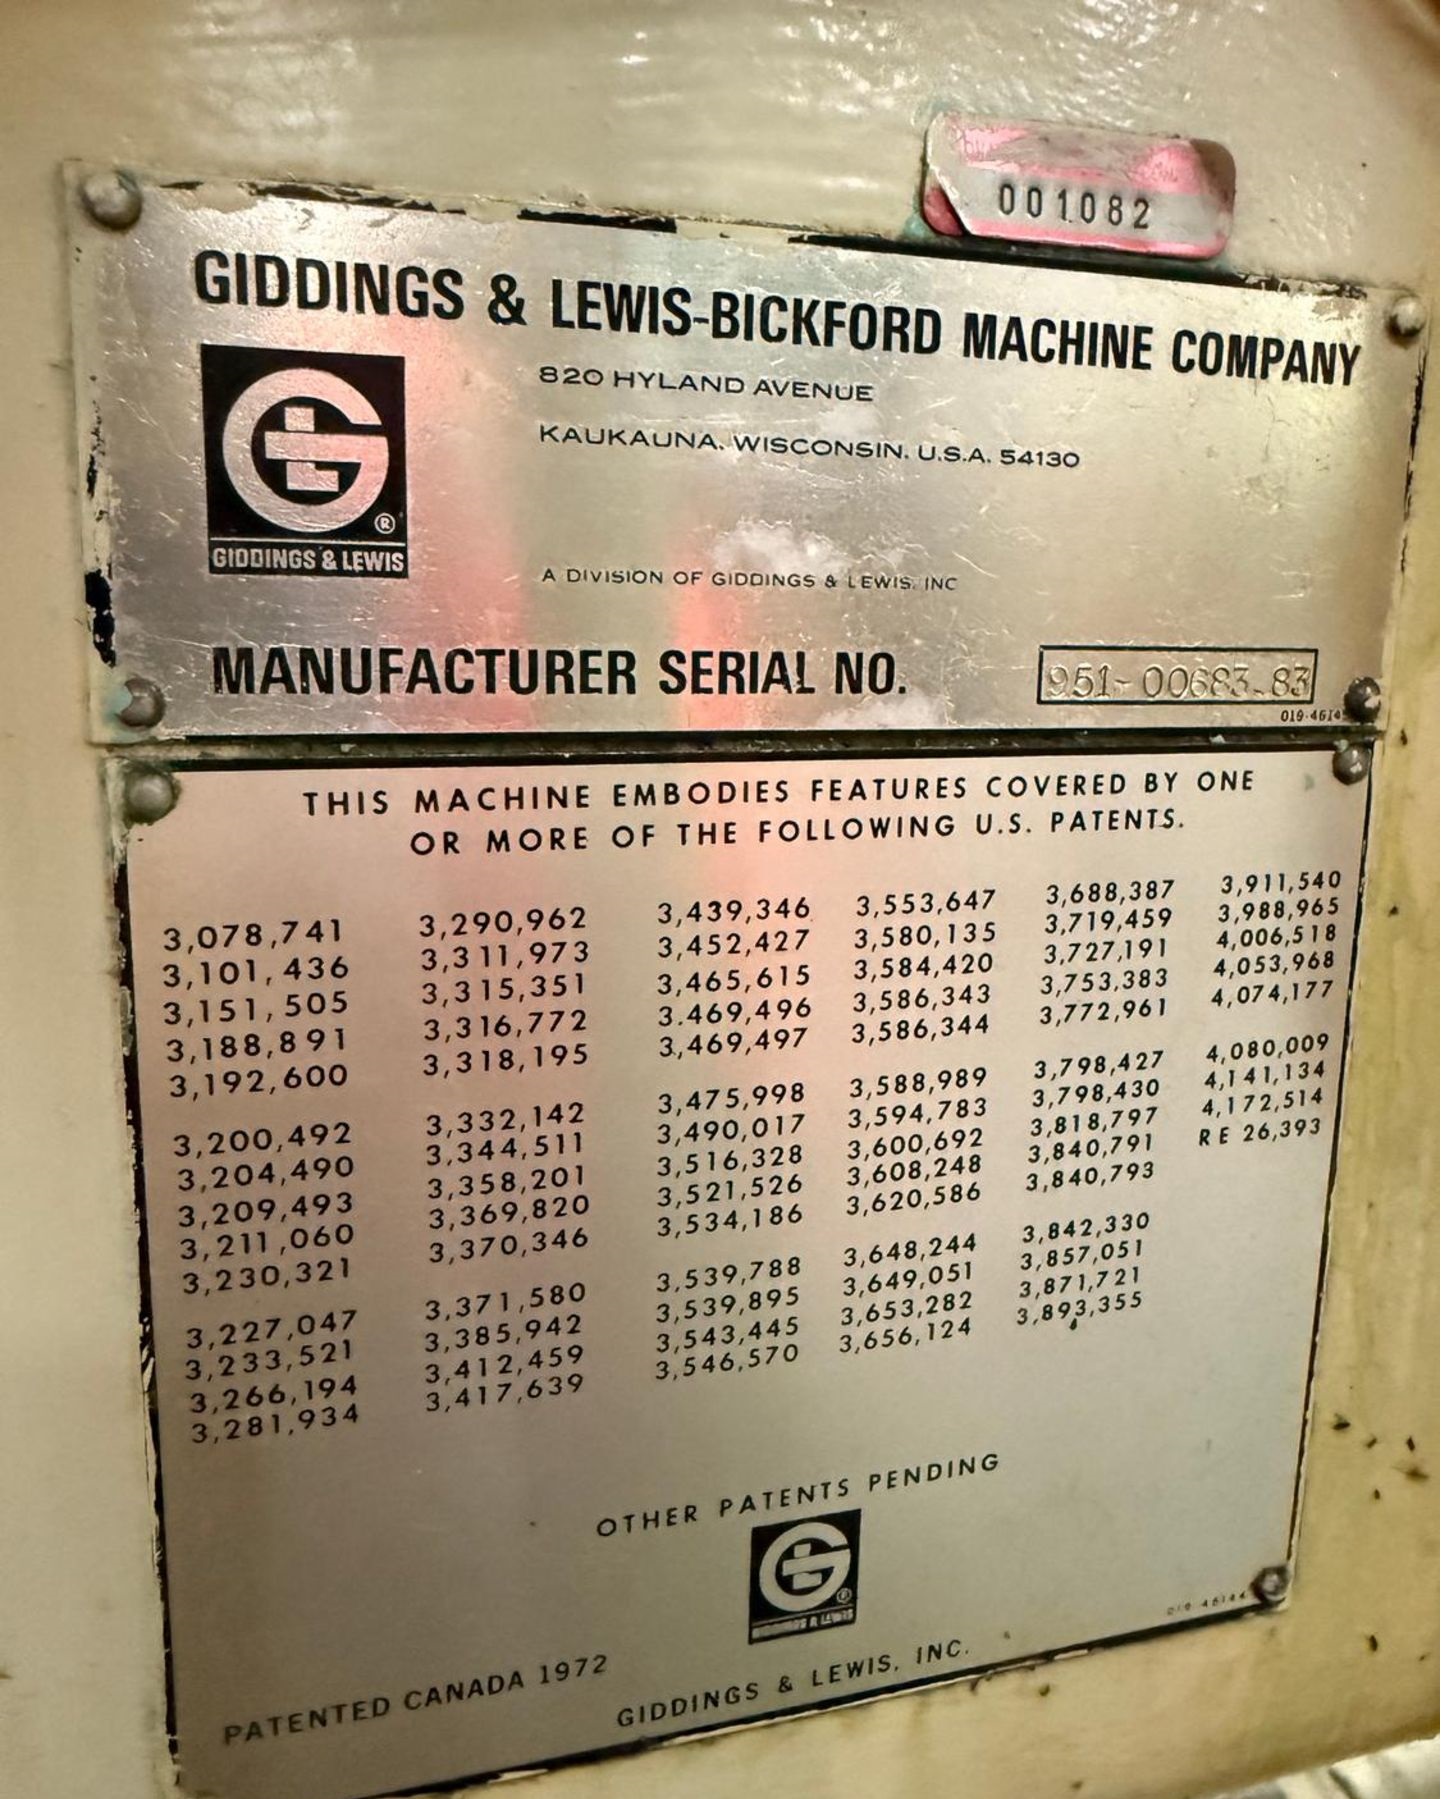 001082
GIDDINGS & LEWIS-BICKFORD MACHINE COMPANY
820 HYLAND AVENUE
KAUKAUNA, WISCONSIN, U.S.A. 54130
®
GIDDINGS & LEWIS
A DIVISION OF GIDDINGS & LEWIS, INC
MANUFACTURER SERIAL NO. 951-00683-83
THIS MACHINE EMBODIES FEATURES COVERED BY ONE
OR MORE OF THE FOLLOWING U.S. PATENTS.
3,078,741 3,290,962 3,439,346 3,553,647 3,688,387 3,911,540
3,101,436 3,311,973 3,452,427 3,580,135 3,719,459 3,988,965
3,151,505 3,315,351 3,465,615 3,584,420 3,727,191 4,006,518
3,188,891 3,316,772 3.469,496 3,586,343 3,753,383 4,053,968
3,192,600 3,318,195 3,469,497 3,586,344 3,772,961 4,074,177
3,200,492 3,332,142 3,475,998 3,588,989 3,798,427 4,080,009
3,204,490 3,344,511 3,490,017 3,594,783 3,798,430 4,141,134
3,209,493 3,358,201 3,516,328 3,600,692 3,818,797 4,172,514
3,211,060 3,369,820 3,521,526 3,608,248 3,840,791 RE 26,393
3,230,321 3,370,346 3,534,186 3,620,586 3,840,793
3,227,047 3,371,580 3,539,788 3,648,244 3,842,330
3,233,521 3,385,942 3,539,895 3,649,051 3,857,051
3,266,194 3,412,459 3,543,445 3,653,282 3,871,721
3,281,934 3,417,639 3,546,570 3,656,124 3,893,355
OTHER PATENTS PENDING
®
GIDDINGS & LEWIS
PATENTED CANADA 1972
GIDDINGS & LEWIS, INC.